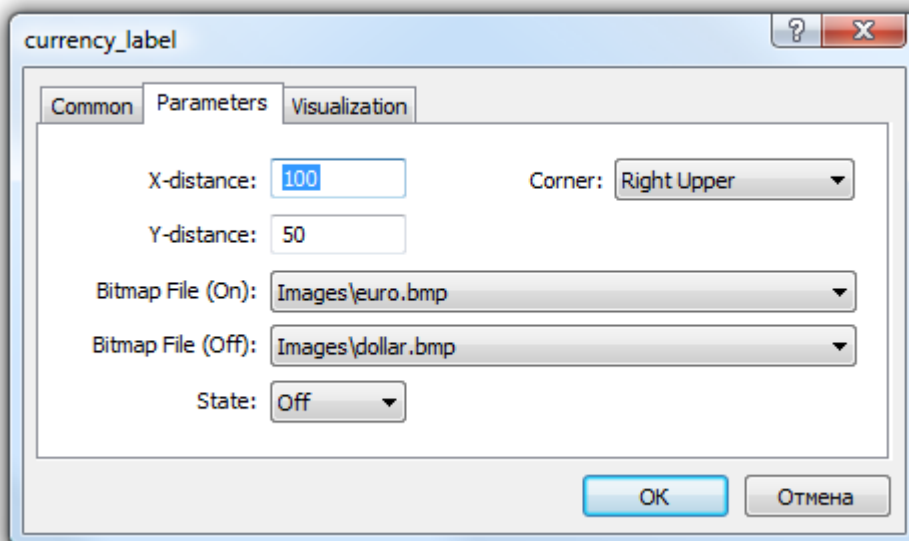 currency_label
Common Parameters Visualization
X-distance: 100 Corner: Right Upper
Y-distance: 50
Bitmap File (On): Images\euro.bmp
Bitmap File (Off): Images\dollar.bmp
State: Off
OK Отмена